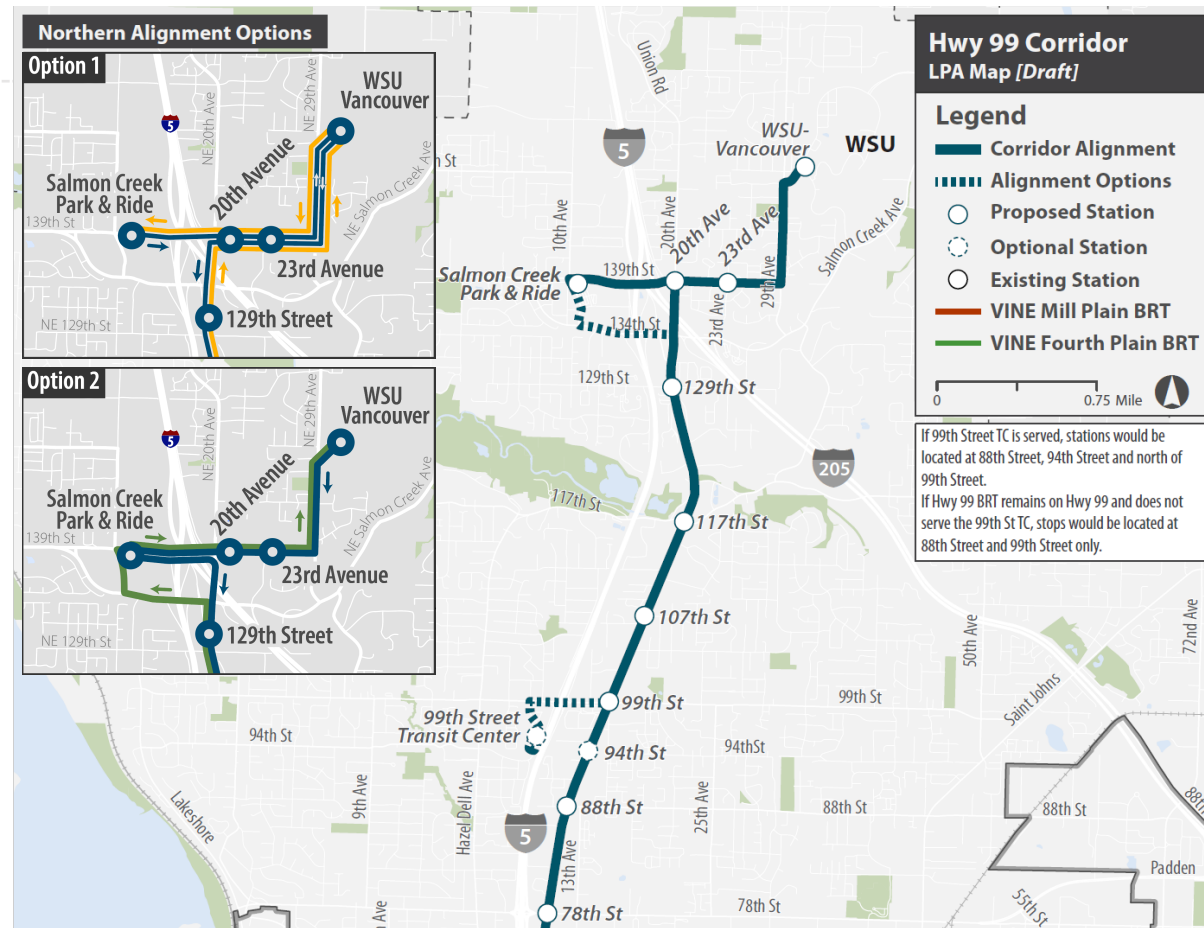 Northern Alignment Options
Option 1
5
NE 20th Ave
NE 29th Ave
WSU
Vancouver
20th Avenue
Salmon Creek
Park & Ride
139th St
NE Salmon Creek Ave
23rd Avenue
129th Street
NE 129th St
Option 2
5
NE 20th Ave
NE 29th Ave
WSU
Vancouver
20th Avenue
Salmon Creek
Park & Ride
139th St
NE Salmon Creek Ave
23rd Avenue
129th Street
NE 129th St
Union Rd
5
WSU-
Vancouver
WSU
h St
10th Ave
20th Ave
20th Ave
23rd Ave
Salmon Creek Ave
29th Ave
139th St
Salmon Creek
Park & Ride
23rd Ave
134th St
129th St
129th St
205
117th St
117th St
107th St
50th Ave
72nd Ave
99th St
99th St
Saint Johns
99th Street
Transit Center
94th St
94th St
94thSt
9th Ave
Hazel Dell Ave
Lakeshore
88th St
25th Ave
88th St
88th St
88th
5
13th Ave
Padden
55th St
78th St
78th St
h Ave
Hwy 99 Corridor
LPA Map [Draft]
Legend
Corridor Alignment
Alignment Options
Proposed Station
Optional Station
Existing Station
VINE Mill Plain BRT
VINE Fourth Plain BRT
0
0.75 Mile
If 99th Street TC is served, stations would be
located at 88th Street, 94th Street and north of
99th Street.
If Hwy 99 BRT remains on Hwy 99 and does not
serve the 99th St TC, stops would be located at
88th Street and 99th Street only.